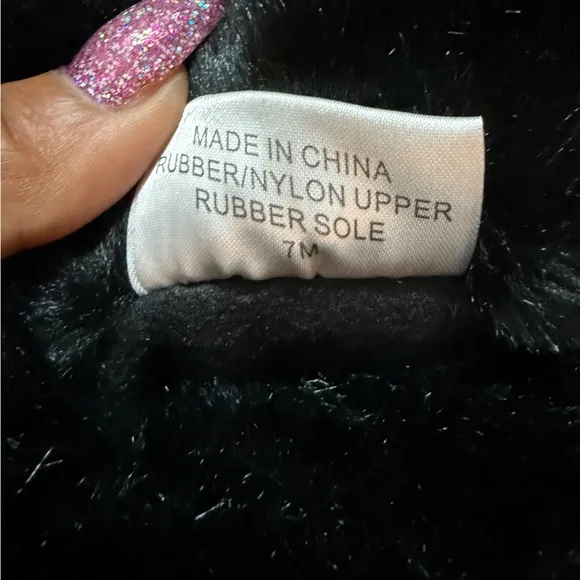 MADE IN CHINA
RUBBER/NYLON UPPER
RUBBER SOLE
7M